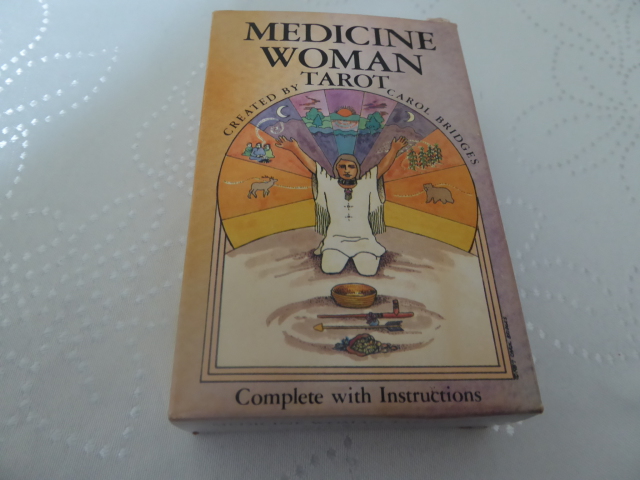 MEDICINE
WOMAN
TAROT
CREATED BY CAROL BRIDGES
Complete with Instructions